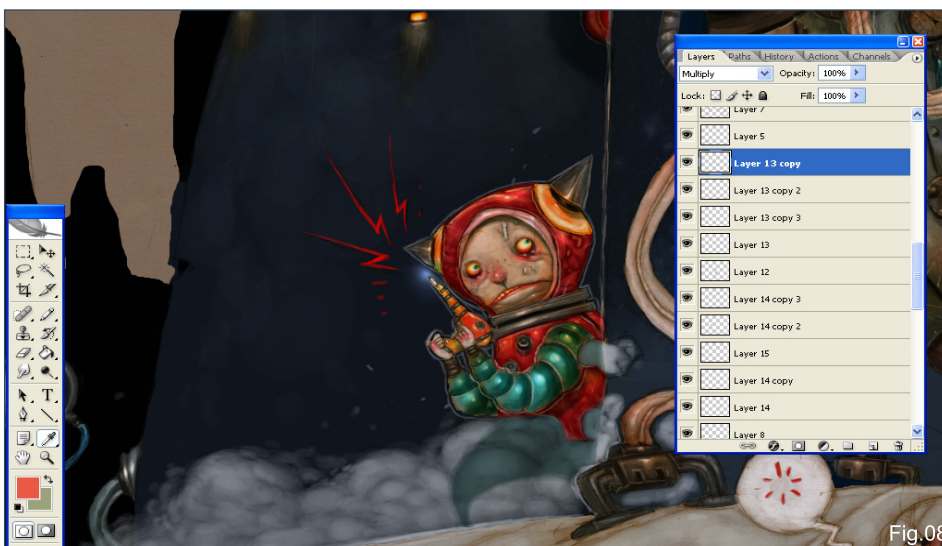 Layers Paths History Actions Channels
Multiply Opacity: 100%
Lock: Fill: 100%
Layer 7
Layer 5
Layer 13 copy
Layer 13 copy 2
Layer 13 copy 3
Layer 13
Layer 12
Layer 14 copy 3
Layer 14 copy 2
Layer 15
Layer 14 copy
Layer 14
Layer 8
T
Fig.08